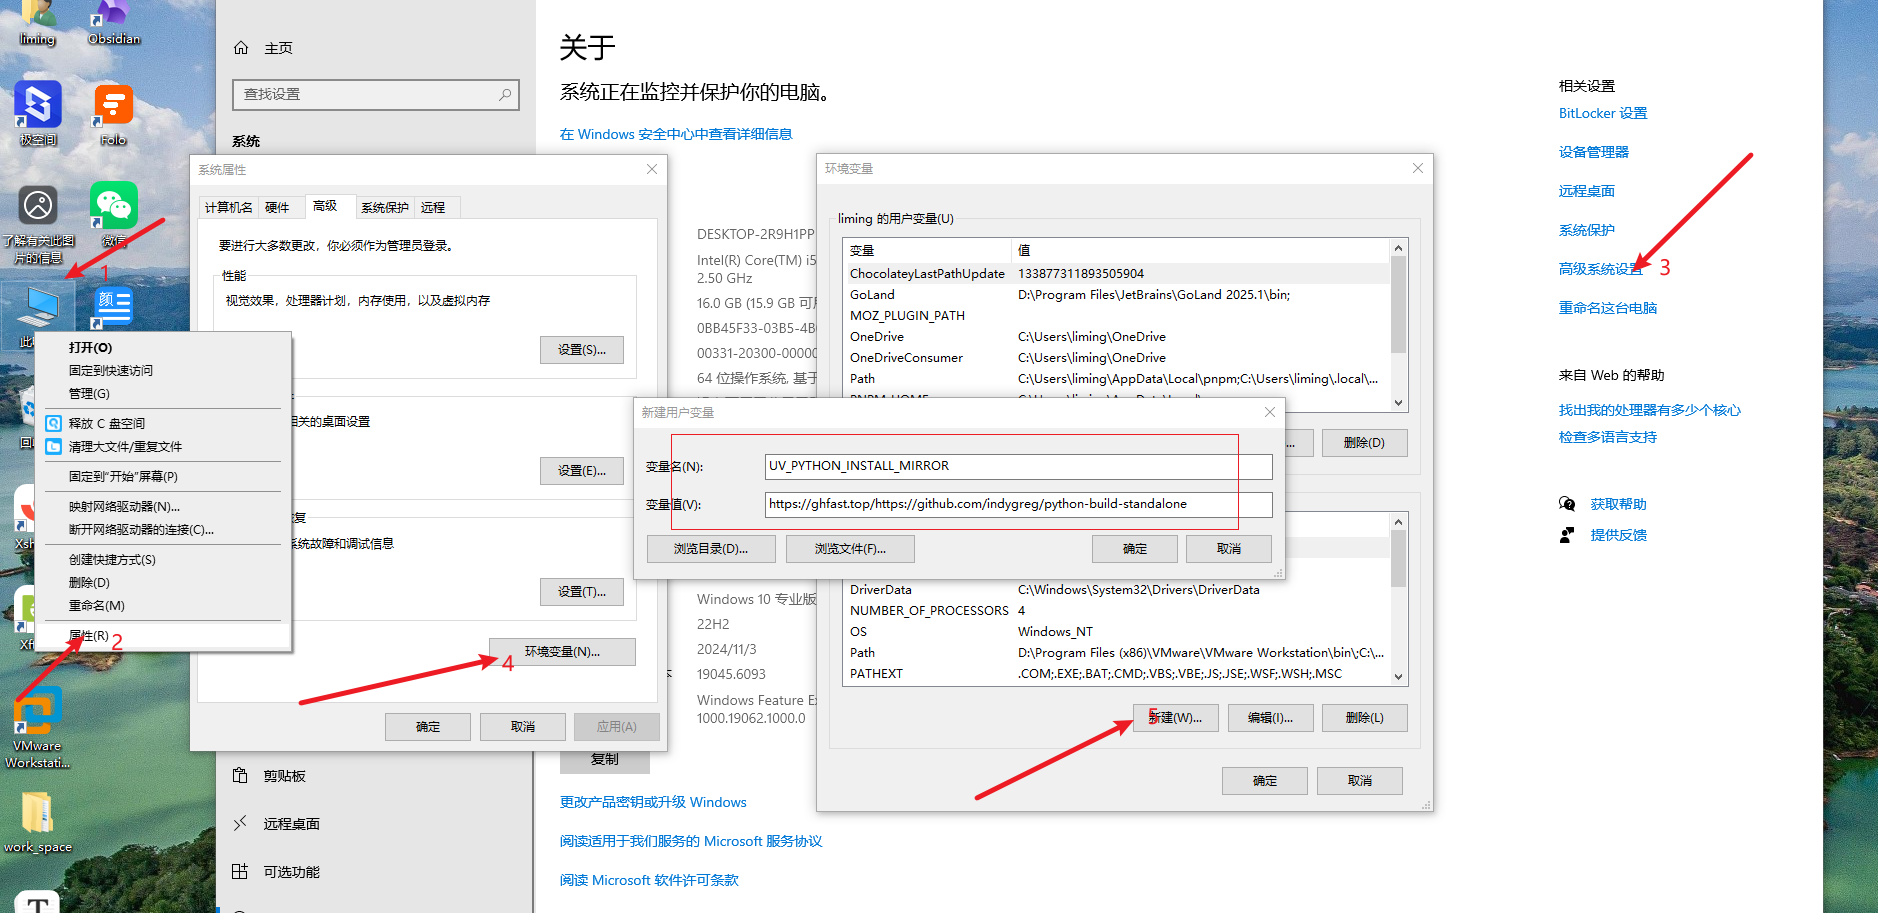 liming
Obsidian
极空间
Folo
了解有关此图
片的信息
微信
1
颜
打开(O)
固定到快速访问
管理(G)
释放 C 盘空间
清理大文件/重复文件
固定到"开始"屏幕(P)
映射网络驱动器(N)...
断开网络驱动器的连接(C)...
创建快捷方式(S)
删除(D)
重命名(M)
属性(R)
2
VMware
Workstati...
work_space
主页
查找设置
系统
系统属性
计算机名
硬件
高级
系统保护
远程
要进行大多数更改，你必须作为管理员登录。
性能
视觉效果，处理器计划，内存使用，以及虚拟内存
设置(S)...
相关的桌面设置
设置(E)...
系统故障和调试信息
设置(T)...
环境变量(N)...
4
确定
取消
应用(A)
剪贴板
远程桌面
可选功能
关于
系统正在监控并保护你的电脑。
在 Windows 安全中心中查看详细信息
DESKTOP-2R9H1PP
Intel(R) Core(TM) i5
2.50 GHz
16.0 GB (15.9 GB 可用
0BB45F33-03B5-4B
00331-20300-00000
64 位操作系统, 基于
Windows 10 专业版
22H2
2024/11/3
19045.6093
Windows Feature Ex
1000.19062.1000.0
复制
更改产品密钥或升级 Windows
阅读适用于我们服务的 Microsoft 服务协议
阅读 Microsoft 软件许可条款
环境变量
liming 的用户变量(U)
变量 值
ChocolateyLastPathUpdate 133877311893505904
GoLand D:\Program Files\JetBrains\GoLand 2025.1\bin;
MOZ_PLUGIN_PATH
OneDrive C:\Users\liming\OneDrive
OneDriveConsumer C:\Users\liming\OneDrive
Path C:\Users\liming\AppData\Local\pnpm;C:\Users\liming\.local\...
删除(D)
新建用户变量
变量名(N):
UV_PYTHON_INSTALL_MIRROR
变量值(V):
https://ghfast.top/https://github.com/indygreg/python-build-standalone
浏览目录(D)...
浏览文件(F)...
确定
取消
DriverData C:\Windows\System32\Drivers\DriverData
NUMBER_OF_PROCESSORS 4
OS Windows_NT
Path D:\Program Files (x86)\VMware\VMware Workstation\bin\;C:\...
PATHEXT .COM;.EXE;.BAT;.CMD;.VBS;.VBE;.JS;.JSE;.WSF;.WSH;.MSC
5
新建(W)...
编辑(I)...
删除(L)
确定
取消
相关设置
BitLocker 设置
设备管理器
远程桌面
系统保护
高级系统设置
3
重命名这台电脑
来自 Web 的帮助
找出我的处理器有多少个核心
检查多语言支持
获取帮助
提供反馈